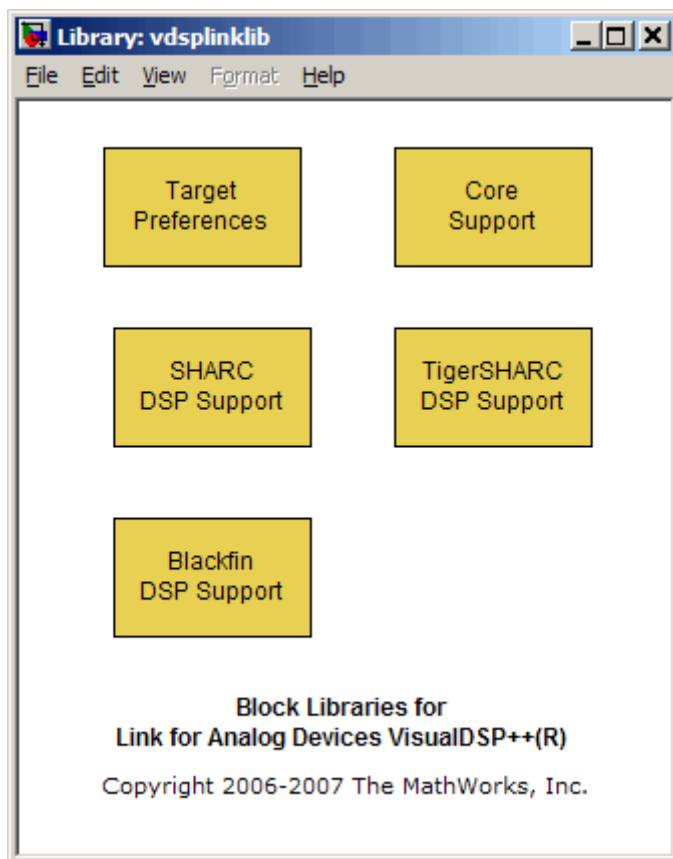 Library: vdsplinklib
File Edit View Format Help
Target
Preferences
Core
Support
SHARC
DSP Support
TigerSHARC
DSP Support
Blackfin
DSP Support
Block Libraries for
Link for Analog Devices VisualDSP++(R)
Copyright 2006-2007 The MathWorks, Inc.